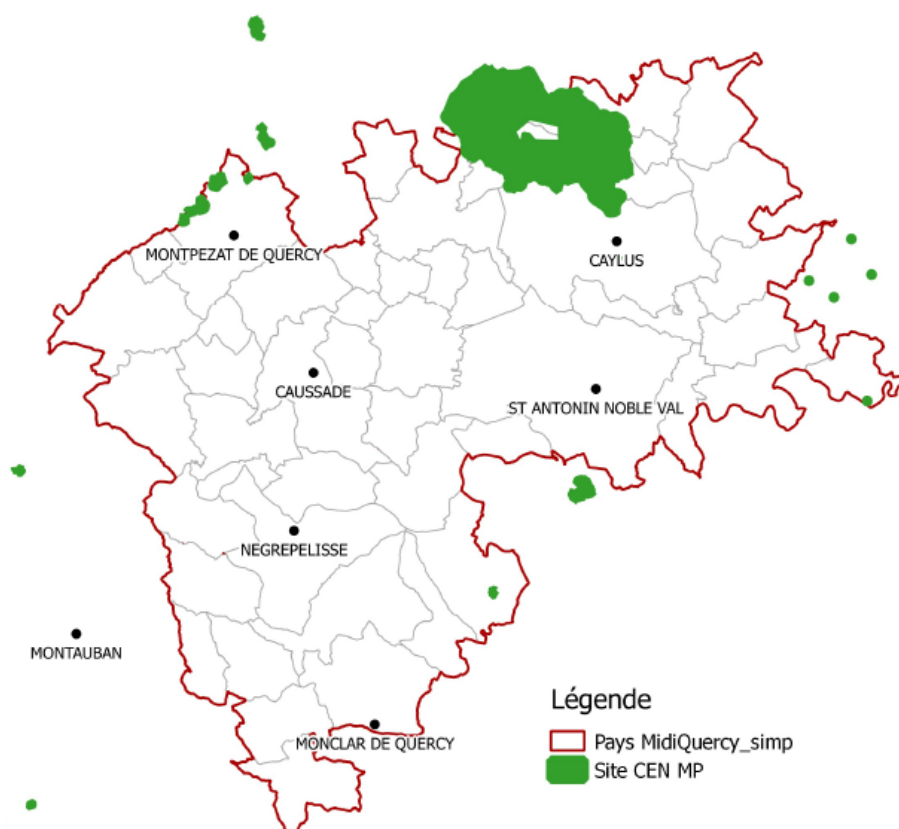 MONTPEZAT DE QUERCY
CAYLUS
CAUSSADE
ST ANTONIN NOBLE VAL
NEGREPELISSE
MONTAUBAN
MONCLAR DE QUERCY
Légende
Pays MidiQuercy_simp
Site CEN MP